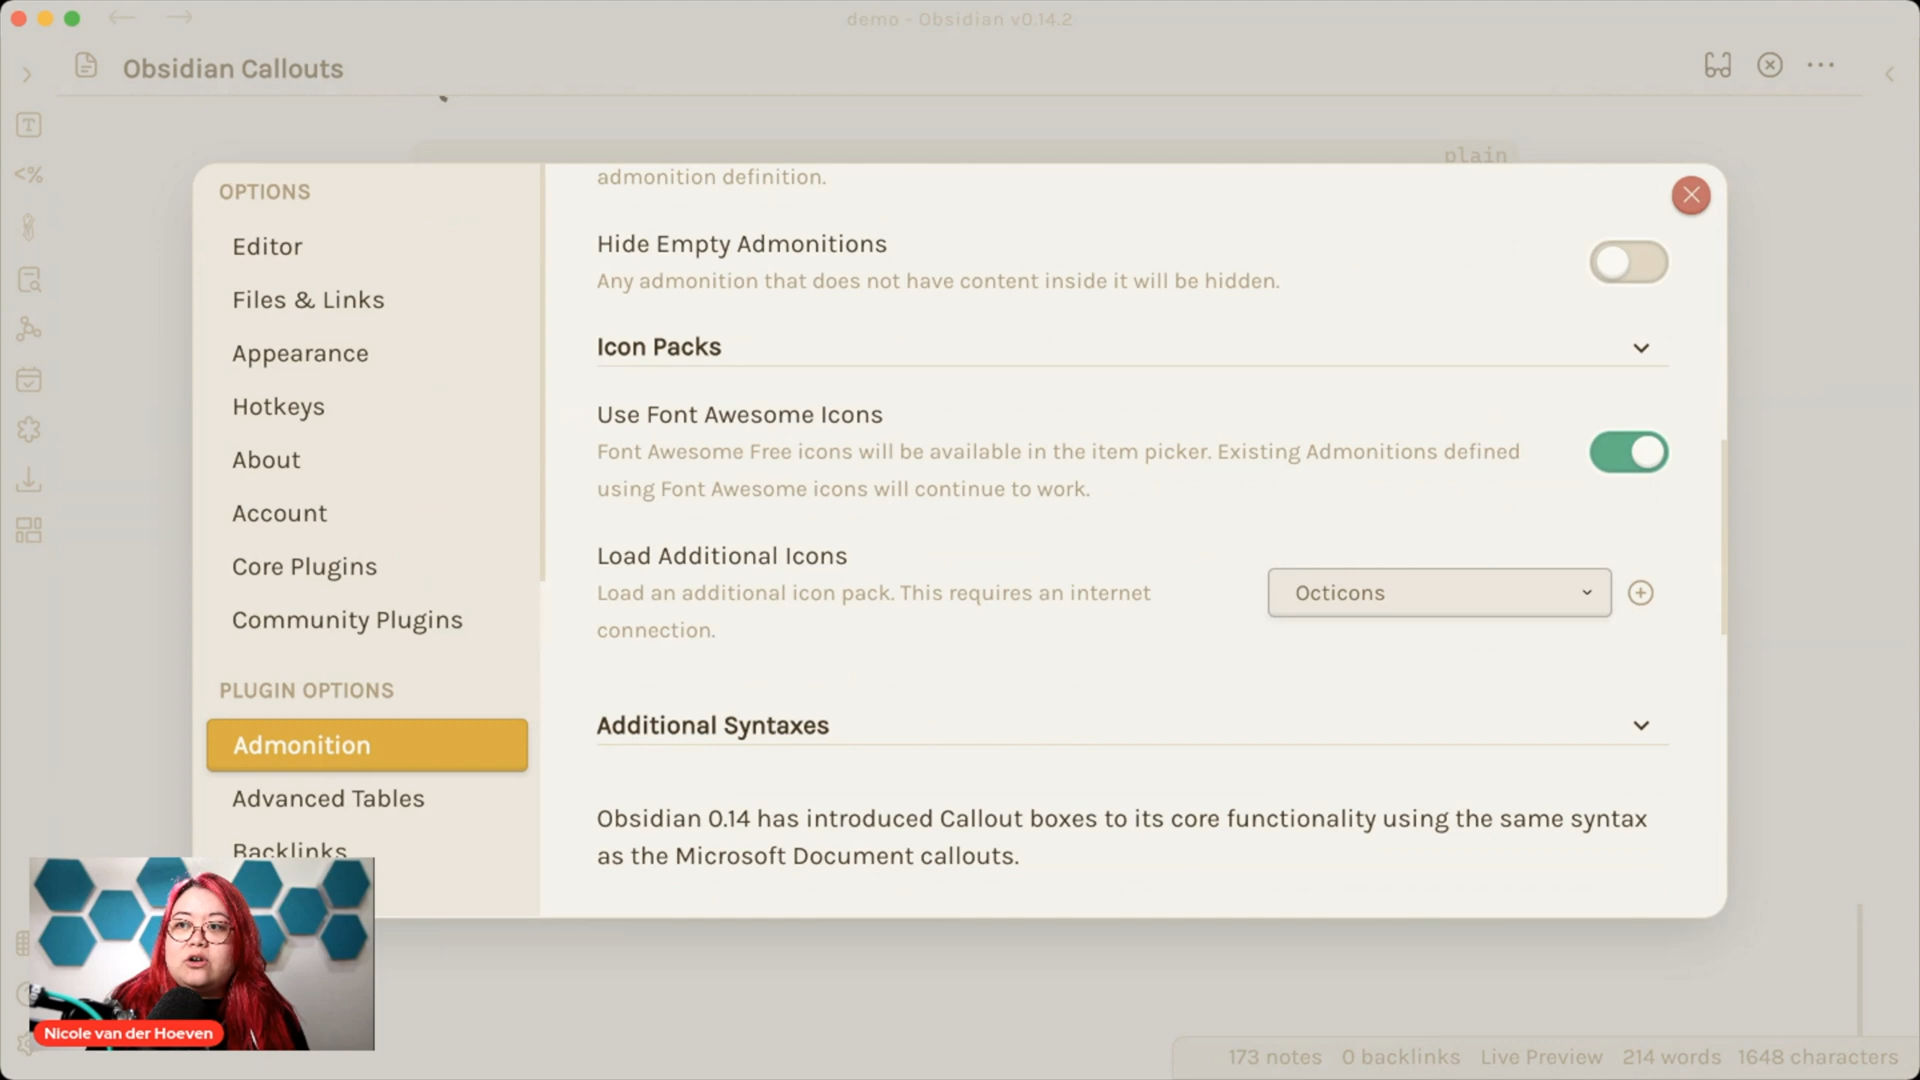 demo - Obsidian v0.14.2
Obsidian Callouts
plain
OPTIONS
Editor
Files & Links
Appearance
Hotkeys
About
Account
Core Plugins
Community Plugins
PLUGIN OPTIONS
Admonition
Advanced Tables
Backlinks
admonition definition.
Hide Empty Admonitions
Any admonition that does not have content inside it will be hidden.
Icon Packs
Use Font Awesome Icons
Font Awesome Free icons will be available in the item picker. Existing Admonitions defined
using Font Awesome icons will continue to work.
Load Additional Icons
Load an additional icon pack. This requires an internet
connection.
Octicons
Additional Syntaxes
Obsidian 0.14 has introduced Callout boxes to its core functionality using the same syntax
as the Microsoft Document callouts.
Nicole van der Hoeven
173 notes 0 backlinks Live Preview 214 words 1648 characters